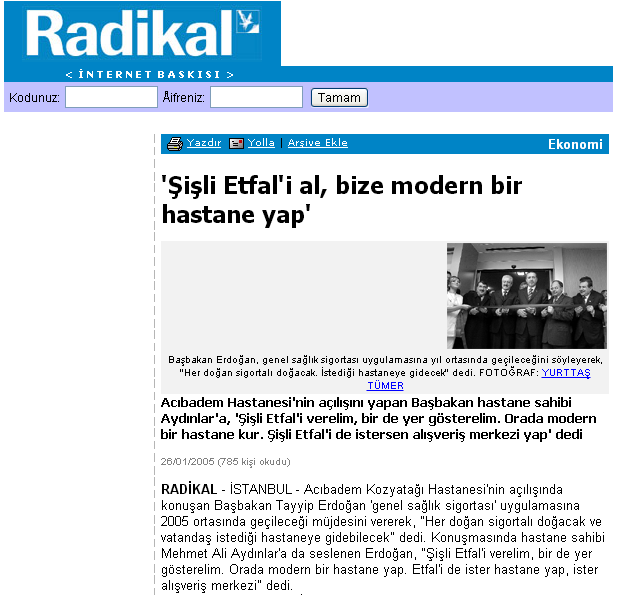 Radikal
< İNTERNET BASKISI >
Kodunuz: Åifreniz: Tamam
Yazdır Yolla | Arşive Ekle Ekonomi
'Şişli Etfal'i al, bize modern bir
hastane yap'
Başbakan Erdoğan, genel sağlık sigortası uygulamasına yıl ortasında geçileceğini söyleyerek,
"Her doğan sigortalı doğacak. İstediği hastaneye gidecek" dedi. FOTOĞRAF: YURTTAŞ
TÜMER
Acıbadem Hastanesi'nin açılışını yapan Başbakan hastane sahibi
Aydınlar'a, 'Şişli Etfal'i verelim, bir de yer gösterelim. Orada modern
bir hastane kur. Şişli Etfal'i de istersen alışveriş merkezi yap' dedi
26/01/2005 (785 kişi okudu)
RADİKAL - İSTANBUL - Acıbadem Kozyatağı Hastanesi'nin açılışında
konuşan Başbakan Tayyip Erdoğan 'genel sağlık sigortası' uygulamasına
2005 ortasında geçileceği müjdesini vererek, "Her doğan sigortalı doğacak ve
vatandaş istediği hastaneye gidebilecek" dedi. Konuşmasında hastane sahibi
Mehmet Ali Aydınlar'a da seslenen Erdoğan, "Şişli Etfal'i verelim, bir de yer
gösterelim. Orada modern bir hastane yap. Etfal'i de ister hastane yap, ister
alışveriş merkezi" dedi.